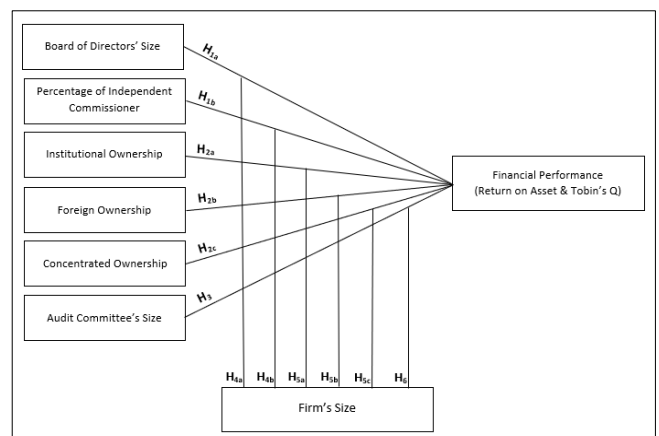 Board of Directors' Size
H1a
Percentage of Independent
Commissioner
H1b
Institutional Ownership
H2a
Foreign Ownership
H2b
Concentrated Ownership
H2c
Audit Committee's Size
H3
Financial Performance
(Return on Asset & Tobin's Q)
H4a H4b H5a H5b H5c H6
Firm's Size